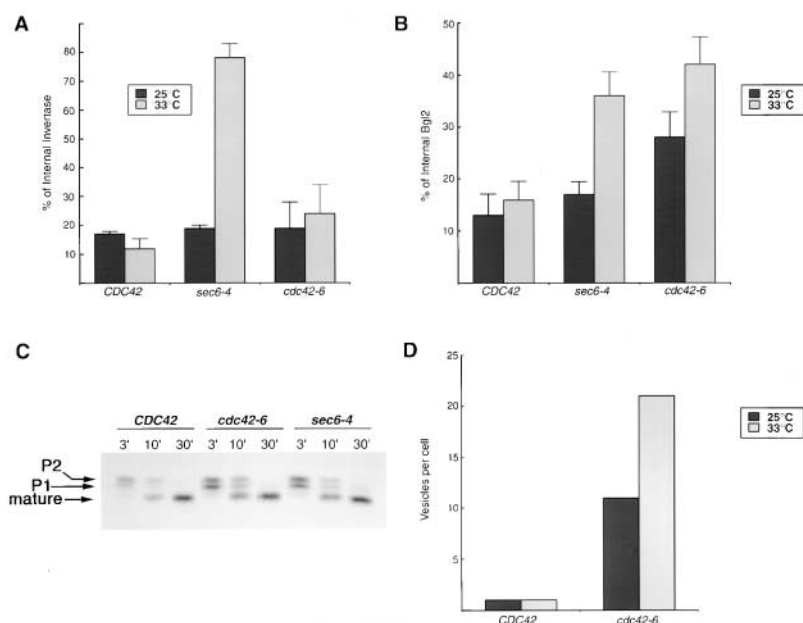 A
% of Internal Invertase
80
70
60
50
40
30
20
10
25°C
33°C
CDC42
sec6-4
cdc42-6
B
% of Internal Bgl2
50
40
30
20
10
25°C
33°C
CDC42
sec6-4
cdc42-6
C
CDC42 cdc42-6 sec6-4
3' 10' 30' 3' 10' 30' 3' 10' 30'
P2
P1
mature
D
Vesicles per cell
25
20
15
10
5
25°C
33°C
CDC42
cdc42-6